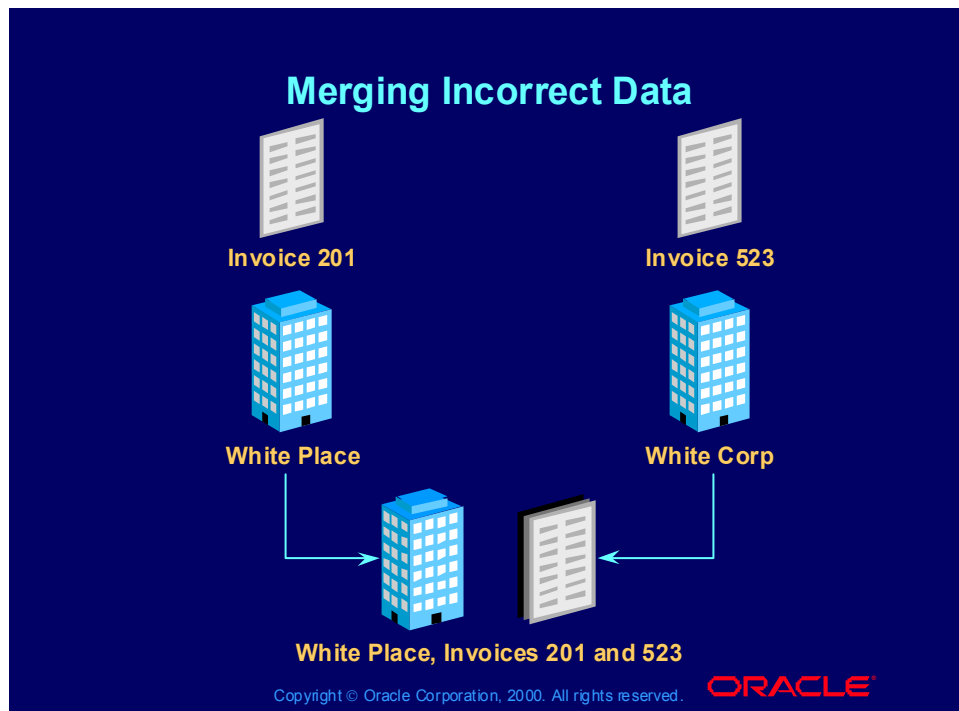 Merging Incorrect Data
Invoice 201
Invoice 523
White Place
White Corp
White Place, Invoices 201 and 523
Copyright © Oracle Corporation, 2000. All rights reserved.
ORACLE®